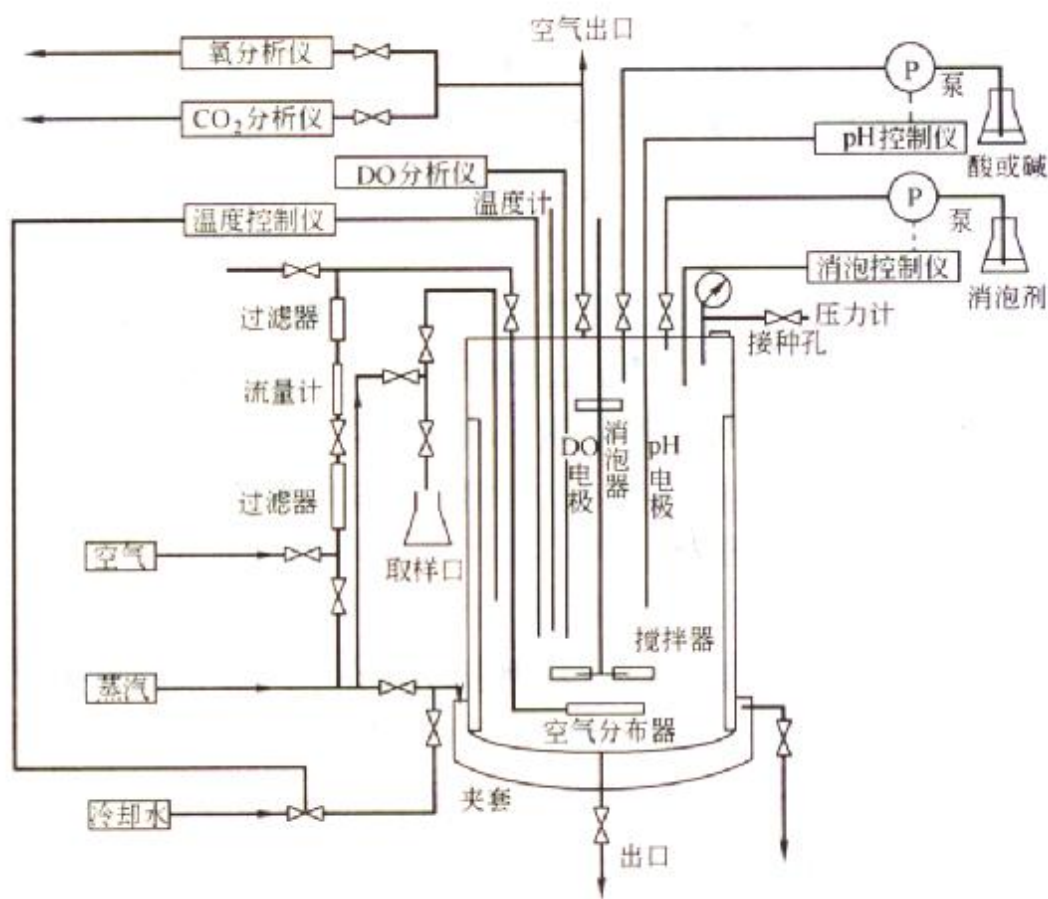 空气出口
氧分析仪
P
泵
CO₂分析仪
pH控制仪
酸或碱
DO分析仪
温度计
P
泵
温度控制仪
消泡控制仪
消泡剂
过滤器
压力计
接种孔
流量计
DO电极
消泡器
pH电极
过滤器
空气
取样口
搅拌器
蒸汽
空气分布器
夹套
冷却水
出口